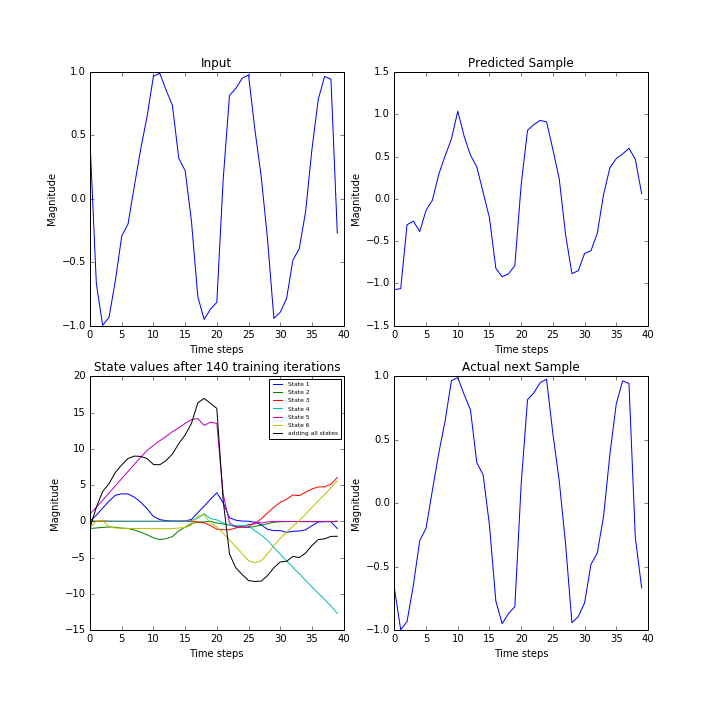 Input
Magnitude
1.0
0.5
0.0
−0.5
−1.0
0 5 10 15 20 25 30 35 40
Time steps
Predicted Sample
Magnitude
1.5
1.0
0.5
0.0
−0.5
−1.0
−1.5
0 5 10 15 20 25 30 35 40
Time steps
State values after 140 training iterations
Magnitude
20
15
10
5
0
−5
−10
−15
0 5 10 15 20 25 30 35 40
Time steps
State 1
State 2
State 3
State 4
State 5
State 6
adding all states
Actual next Sample
Magnitude
1.0
0.5
0.0
−0.5
−1.0
0 5 10 15 20 25 30 35 40
Time steps